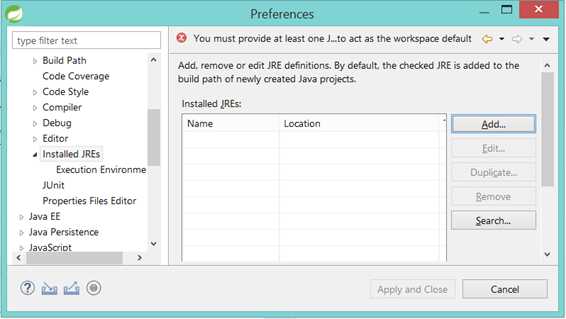 Preferences
type filter text
Build Path
Code Coverage
Code Style
Compiler
Debug
Editor
Installed JREs
Execution Environme
JUnit
Properties Files Editor
Java EE
Java Persistence
JavaScript
You must provide at least one J...to act as the workspace default
Add, remove or edit JRE definitions. By default, the checked JRE is added to the
build path of newly created Java projects.
Installed JREs:
Name Location
Add...
Edit...
Duplicate...
Remove
Search...
Apply and Close Cancel